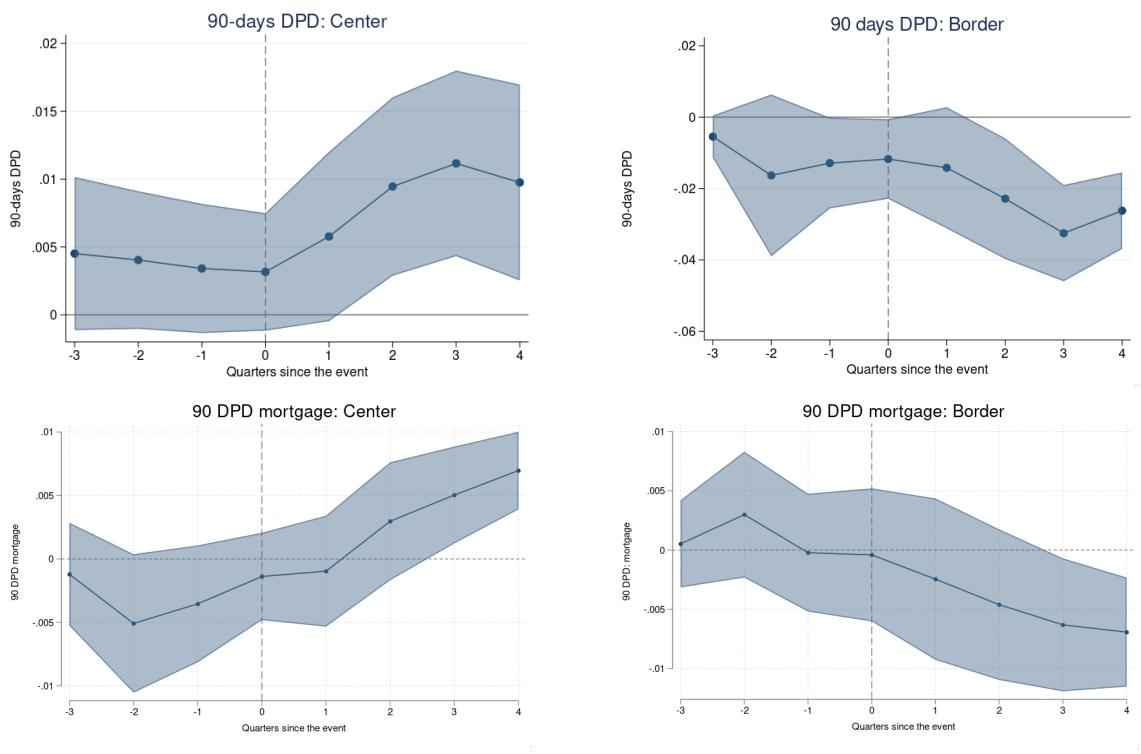 90-days DPD: Center
.02
.015
.01
.005
0
90-days DPD
-3 -2 -1 0 1 2 3 4
Quarters since the event
90 days DPD: Border
.02
0
-.02
-.04
-.06
90-days DPD
-3 -2 -1 0 1 2 3 4
Quarters since the event
90 DPD mortgage: Center
.01
.005
0
-.005
-.01
90 DPD mortgage
-3 -2 -1 0 1 2 3 4
Quarters since the event
90 DPD mortgage: Border
.01
.005
0
-.005
-.01
90 DPD: mortgage
-3 -2 -1 0 1 2 3 4
Quarters since the event